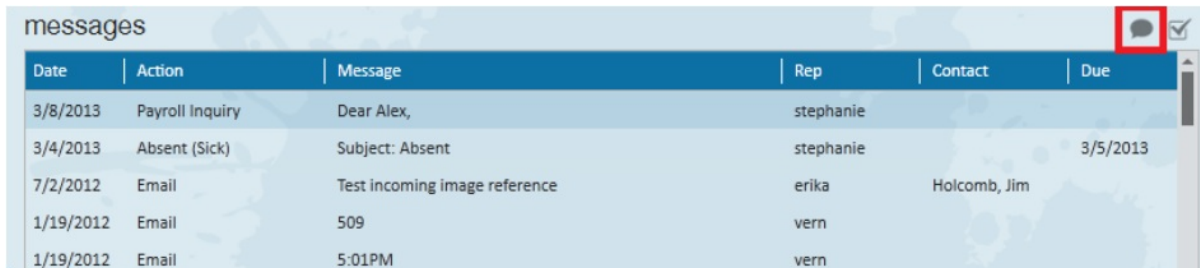 messages
Date Action Message Rep Contact Due
3/8/2013 Payroll Inquiry Dear Alex, stephanie
3/4/2013 Absent (Sick) Subject: Absent stephanie 3/5/2013
7/2/2012 Email Test incoming image reference erika Holcomb, Jim
1/19/2012 Email 509 vern
1/19/2012 Email 5:01PM vern